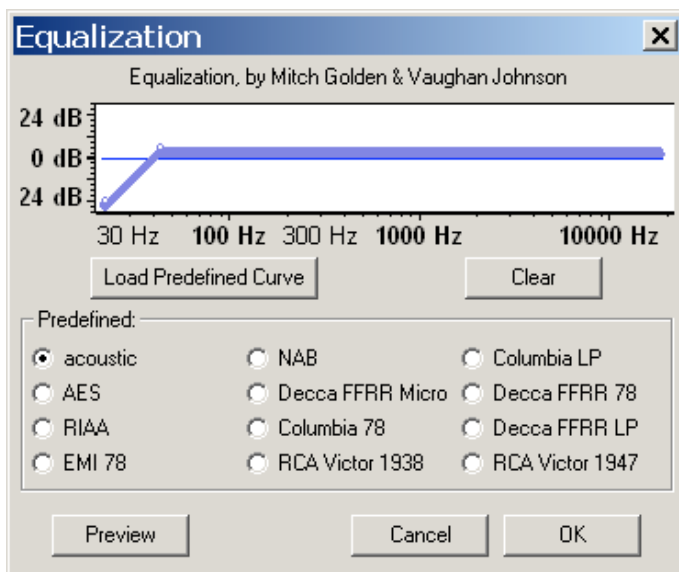 Equalization
Equalization, by Mitch Golden & Vaughan Johnson
24 dB
0 dB
24 dB
30 Hz 100 Hz 300 Hz 1000 Hz 10000 Hz
Load Predefined Curve Clear
Predefined:
acoustic NAB Columbia LP
AES Decca FFRR Micro Decca FFRR 78
RIAA Columbia 78 Decca FFRR LP
EMI 78 RCA Victor 1938 RCA Victor 1947
Preview Cancel OK